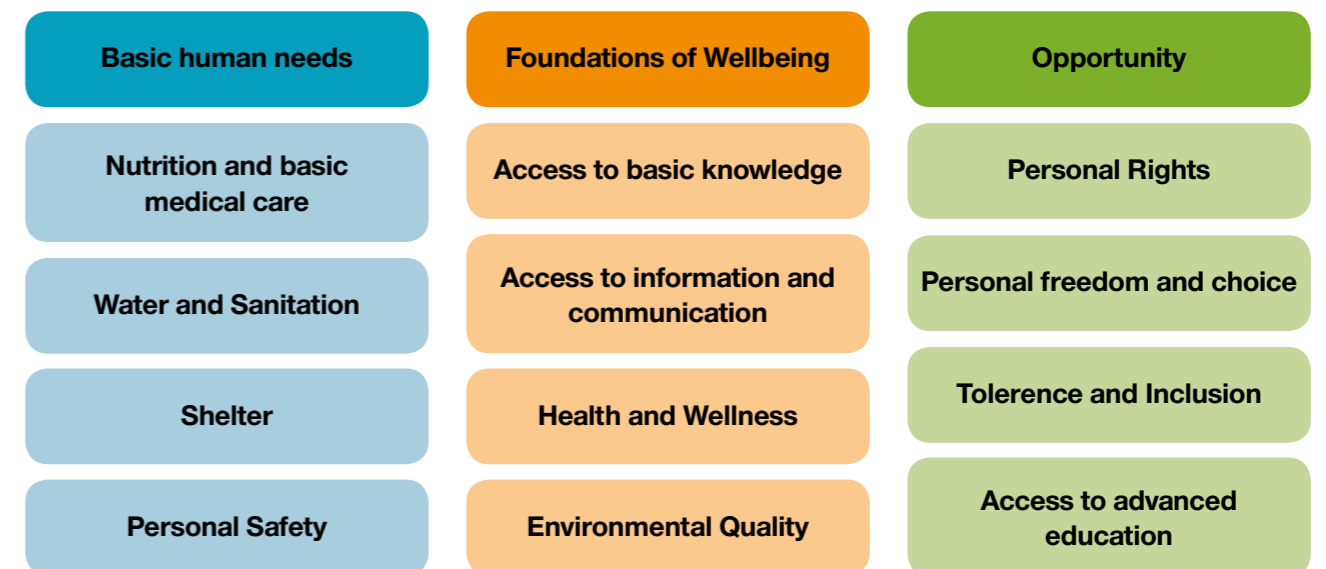 Basic human needs
Nutrition and basic
medical care
Water and Sanitation
Shelter
Personal Safety
Foundations of Wellbeing
Access to basic knowledge
Access to information and
communication
Health and Wellness
Environmental Quality
Opportunity
Personal Rights
Personal freedom and choice
Tolerence and Inclusion
Access to advanced
education